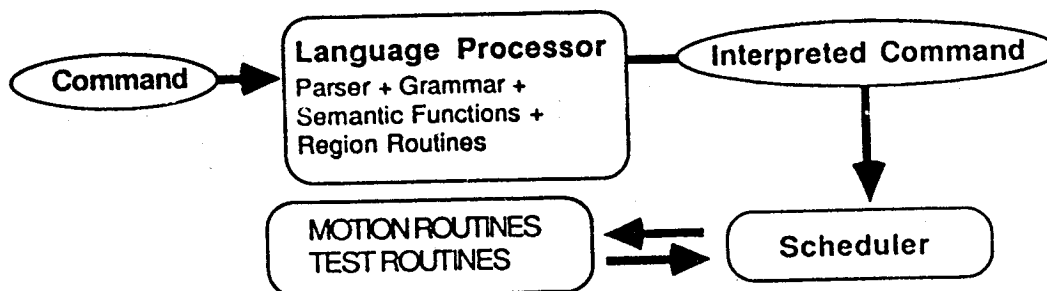 Command
Language Processor
Parser + Grammar +
Semantic Functions +
Region Routines
Interpreted Command
MOTION ROUTINES
TEST ROUTINES
Scheduler